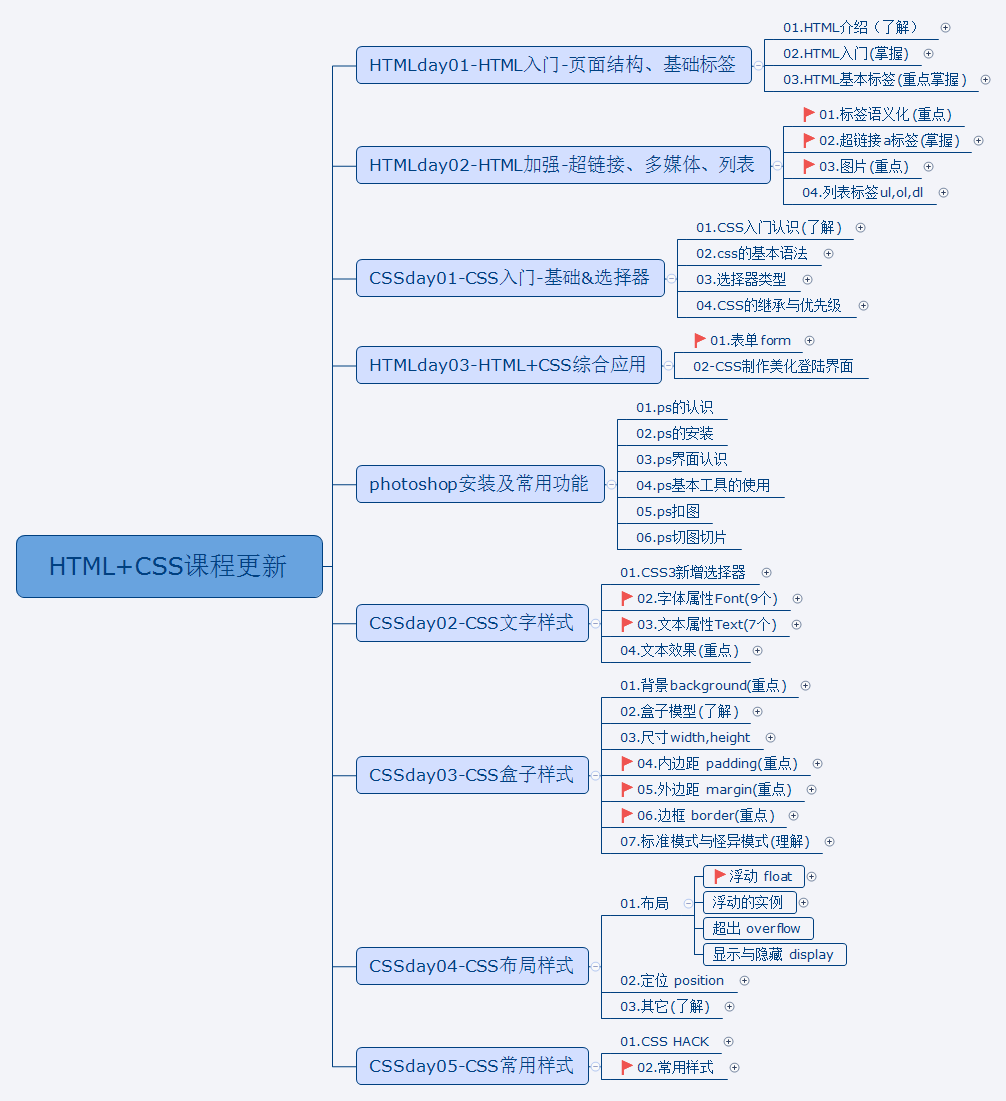 HTML+CSS课程更新
HTMLday01-HTML入门-页面结构、基础标签
01.HTML介绍（了解）
02.HTML入门(掌握)
03.HTML基本标签(重点掌握)
HTMLday02-HTML加强-超链接、多媒体、列表
01.标签语义化(重点)
02.超链接a标签(掌握)
03.图片(重点)
04.列表标签ul,ol,dl
CSSday01-CSS入门-基础&选择器
01.CSS入门认识(了解)
02.css的基本语法
03.选择器类型
04.CSS的继承与优先级
HTMLday03-HTML+CSS综合应用
01.表单form
02-CSS制作美化登陆界面
photoshop安装及常用功能
01.ps的认识
02.ps的安装
03.ps界面认识
04.ps基本工具的使用
05.ps扣图
06.ps切图切片
CSSday02-CSS文字样式
01.CSS3新增选择器
02.字体属性Font(9个)
03.文本属性Text(7个)
04.文本效果(重点)
CSSday03-CSS盒子样式
01.背景background(重点)
02.盒子模型(了解)
03.尺寸width,height
04.内边距 padding(重点)
05.外边距 margin(重点)
06.边框 border(重点)
07.标准模式与怪异模式(理解)
CSSday04-CSS布局样式
01.布局
浮动 float
浮动的实例
超出 overflow
显示与隐藏 display
02.定位 position
03.其它(了解)
CSSday05-CSS常用样式
01.CSS HACK
02.常用样式